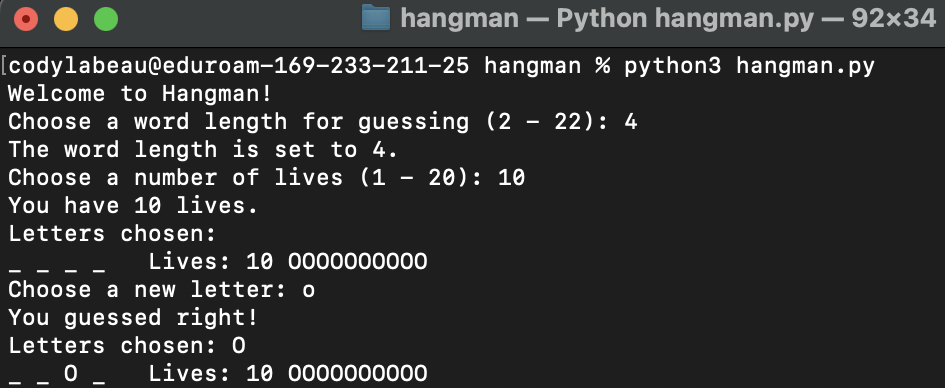 hangman — Python hangman.py — 92×34
[codylabeau@eduroam-169-233-211-25 hangman % python3 hangman.py
Welcome to Hangman!
Choose a word length for guessing (2 - 22): 4
The word length is set to 4.
Choose a number of lives (1 - 20): 10
You have 10 lives.
Letters chosen:
_ _ _ _   Lives: 10 OOOOOOOOOO
Choose a new letter: o
You guessed right!
Letters chosen: O
_ _ O _   Lives: 10 OOOOOOOOOO